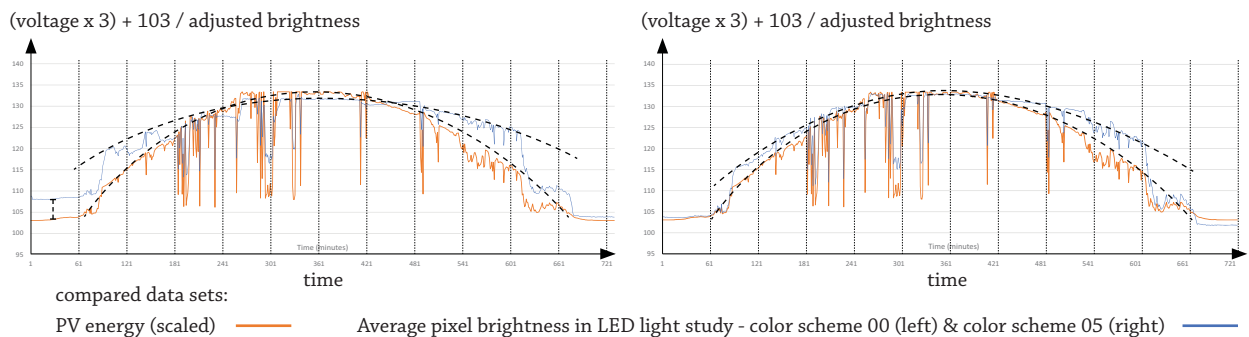 (voltage x 3) + 103 / adjusted brightness
140
135
130
125
120
115
110
105
100
95
Time (minutes)
1 61 121 181 241 301 361 421 481 541 601 661 721
time
(voltage x 3) + 103 / adjusted brightness
140
135
130
125
120
115
110
105
100
95
Time (minutes)
1 61 121 181 241 301 361 421 481 541 601 661 721
time
compared data sets:
PV energy (scaled)
Average pixel brightness in LED light study - color scheme 00 (left) & color scheme 05 (right)